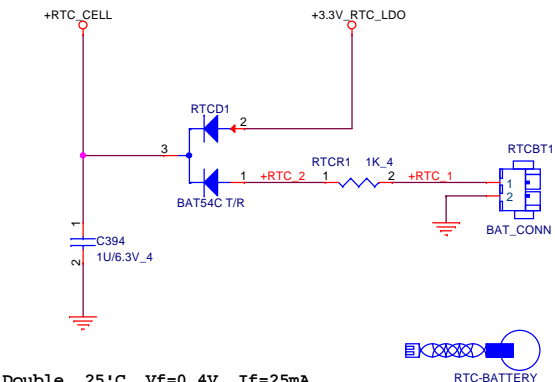 +RTC_CELL
+3.3V_RTC_LDO
RTCD1
2
3
1
BAT54C T/R
+RTC_2
RTCR1 1K_4
1
2
+RTC_1
RTCBT1
1
2
BAT_CONN
1
C394
1U/6.3V_4
2
RTC-BATTERY
Double 25'C Vf=0.4V If=25mA